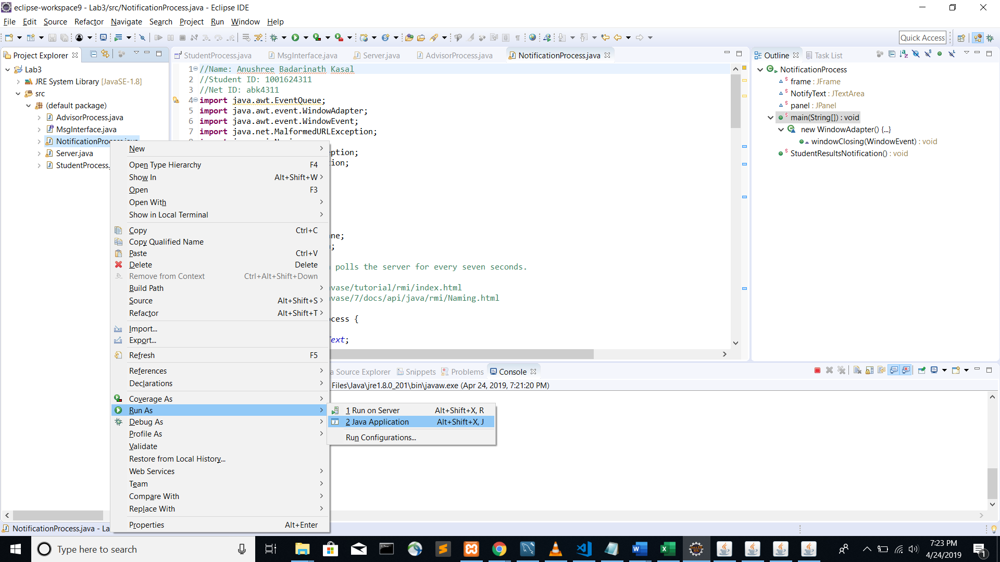 eclipse-workspace9 - Lab3/src/NotificationProcess.java - Eclipse IDE
File Edit Source Refactor Navigate Search Project Run Window Help
Quick Access
Project Explorer
Lab3
JRE System Library [JavaSE-1.8]
src
(default package)
AdvisorProcess.java
MsgInterface.java
NotificationProcess.java
Server.java
StudentProcess.
StudentProcess.java MsgInterface.java Server.java AdvisorProcess.java NotificationProcess.java
1 //Name: Anushree Badarinath Kasal
2 //Student ID: 1001624311
3 //Net ID: abk4311
4 import java.awt.EventQueue;
5 import java.awt.event.WindowAdapter;
6 import java.awt.event.WindowEvent;
7 import java.net.MalformedURLException;
eption;
ion;
ne;
;
polls the server for every seven seconds.
vase/tutorial/rmi/index.html
vase/7/docs/api/java/rmi/Naming.html
ocess {
Text;
New
Open Type Hierarchy F4
Show In Alt+Shift+W
Open F3
Open With
Show in Local Terminal
Copy Ctrl+C
Copy Qualified Name
Paste Ctrl+V
Delete Delete
Remove from Context Ctrl+Alt+Shift+Down
Build Path
Source Alt+Shift+S
Refactor Alt+Shift+T
Import...
Export...
Refresh F5
References
Declarations
Coverage As
Run As
Debug As
Profile As
Validate
Restore from Local History...
Web Services
Team
Compare With
Replace With
Properties Alt+Enter
1 Run on Server Alt+Shift+X, R
2 Java Application Alt+Shift+X, J
Run Configurations...
Outline Task List
NotificationProcess
frame : JFrame
NotifyText : JTextArea
panel : JPanel
main(String[]) : void
new WindowAdapter() {...}
windowClosing(WindowEvent) : void
StudentResultsNotification() : void
a Source Explorer Snippets Problems Console
Files\Java\jre1.8.0_201\bin\javaw.exe (Apr 24, 2019, 7:21:20 PM)
NotificationProcess.java - La
Type here to search
7:23 PM
4/24/2019
1